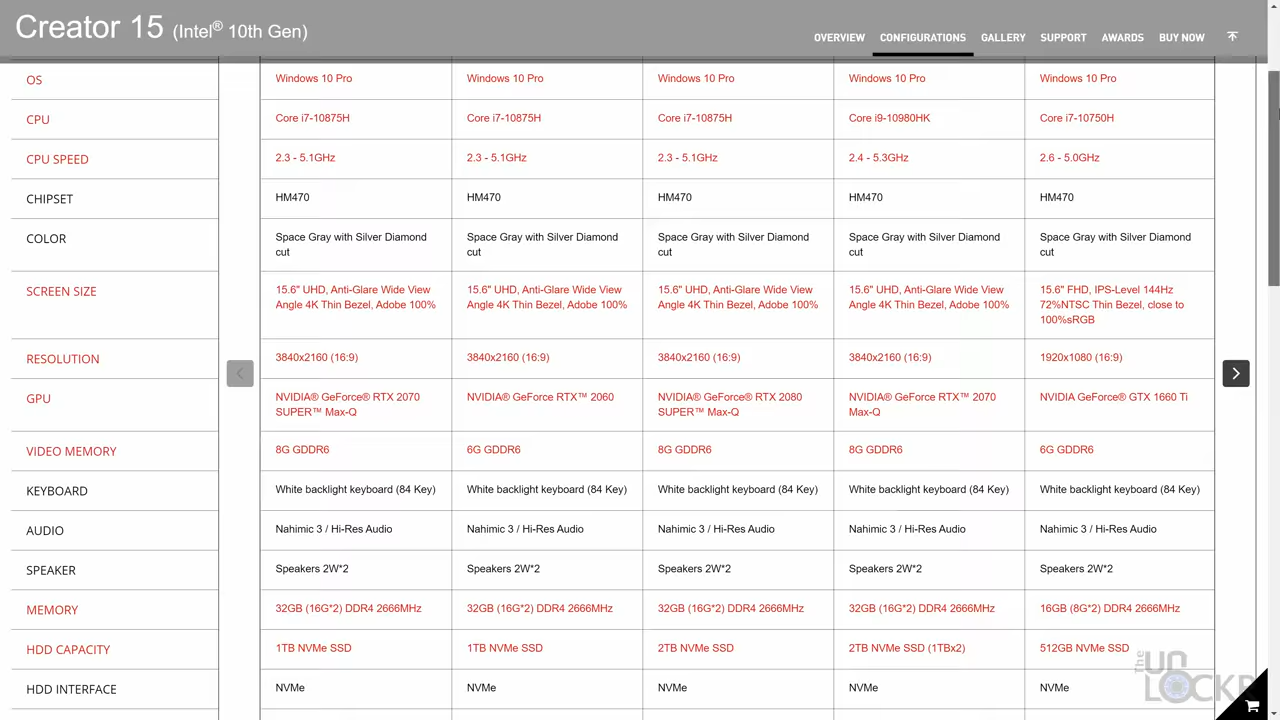 Creator 15 (Intel® 10th Gen)
OVERVIEW CONFIGURATIONS GALLERY SUPPORT AWARDS BUY NOW
OS Windows 10 Pro Windows 10 Pro Windows 10 Pro Windows 10 Pro Windows 10 Pro
CPU Core i7-10875H Core i7-10875H Core i7-10875H Core i9-10980HK Core i7-10750H
CPU SPEED 2.3 - 5.1GHz 2.3 - 5.1GHz 2.3 - 5.1GHz 2.4 - 5.3GHz 2.6 - 5.0GHz
CHIPSET HM470 HM470 HM470 HM470 HM470
COLOR Space Gray with Silver Diamond Space Gray with Silver Diamond Space Gray with Silver Diamond Space Gray with Silver Diamond Space Gray with Silver Diamond
cut cut cut cut cut
SCREEN SIZE 15.6" UHD, Anti-Glare Wide View 15.6" UHD, Anti-Glare Wide View 15.6" UHD, Anti-Glare Wide View 15.6" UHD, Anti-Glare Wide View 15.6" FHD, IPS-Level 144Hz
Angle 4K Thin Bezel, Adobe 100% Angle 4K Thin Bezel, Adobe 100% Angle 4K Thin Bezel, Adobe 100% Angle 4K Thin Bezel, Adobe 100% 72%NTSC Thin Bezel, close to
100%sRGB
RESOLUTION 3840x2160 (16:9) 3840x2160 (16:9) 3840x2160 (16:9) 3840x2160 (16:9) 1920x1080 (16:9)
GPU NVIDIA® GeForce® RTX 2070 NVIDIA® GeForce RTX™ 2060 NVIDIA® GeForce® RTX 2080 NVIDIA® GeForce RTX™ 2070 NVIDIA GeForce® GTX 1660 Ti
SUPER™ Max-Q SUPER™ Max-Q Max-Q
VIDEO MEMORY 8G GDDR6 6G GDDR6 8G GDDR6 8G GDDR6 6G GDDR6
KEYBOARD White backlight keyboard (84 Key) White backlight keyboard (84 Key) White backlight keyboard (84 Key) White backlight keyboard (84 Key) White backlight keyboard (84 Key)
AUDIO Nahimic 3 / Hi-Res Audio Nahimic 3 / Hi-Res Audio Nahimic 3 / Hi-Res Audio Nahimic 3 / Hi-Res Audio Nahimic 3 / Hi-Res Audio
SPEAKER Speakers 2W*2 Speakers 2W*2 Speakers 2W*2 Speakers 2W*2 Speakers 2W*2
MEMORY 32GB (16G*2) DDR4 2666MHz 32GB (16G*2) DDR4 2666MHz 32GB (16G*2) DDR4 2666MHz 32GB (16G*2) DDR4 2666MHz 16GB (8G*2) DDR4 2666MHz
HDD CAPACITY 1TB NVMe SSD 1TB NVMe SSD 2TB NVMe SSD 2TB NVMe SSD (1TBx2) 512GB NVMe SSD
HDD INTERFACE NVMe NVMe NVMe NVMe NVMe
The
UN
LOCKR